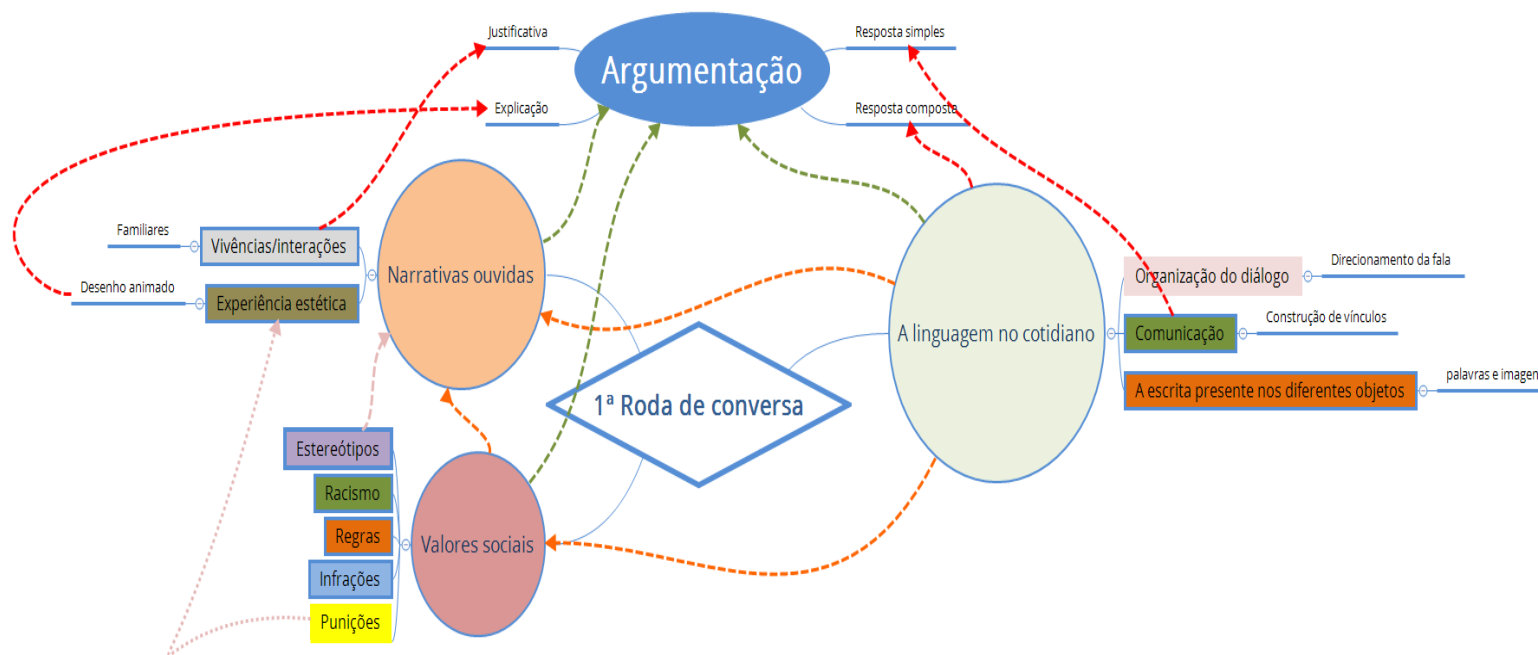 Justificativa
Resposta simples
Argumentação
Explicação
Resposta composta
Familiares
Vivências/interações
Narrativas ouvidas
Desenho animado
Experiência estética
A linguagem no cotidiano
Organização do diálogo
Direcionamento da fala
Comunicação
Construção de vínculos
A escrita presente nos diferentes objetos
palavras e imagen
1ª Roda de conversa
Estereótipos
Racismo
Regras
Infrações
Punições
Valores sociais